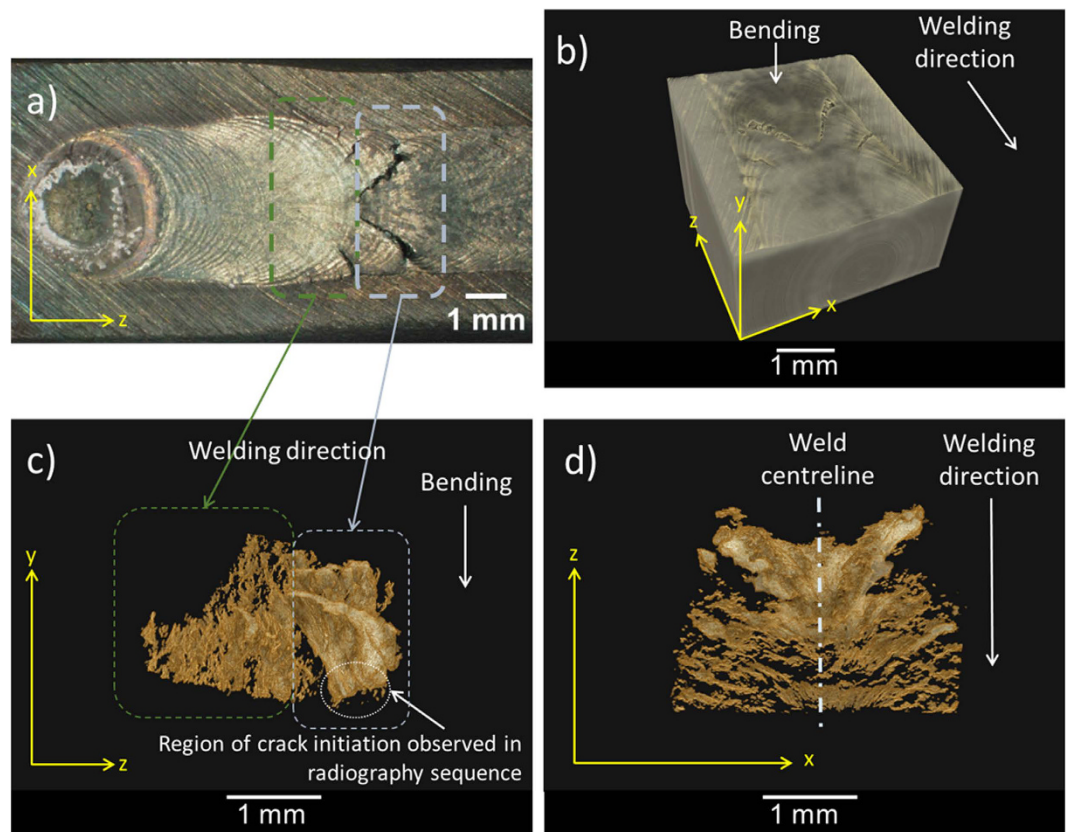 a)
x
z
1 mm
b)
Bending
Welding
direction
y
z
x
1 mm
c)
Welding direction
Bending
y
z
Region of crack initiation observed in
radiography sequence
1 mm
d)
Weld
centreline
Welding
direction
z
x
1 mm